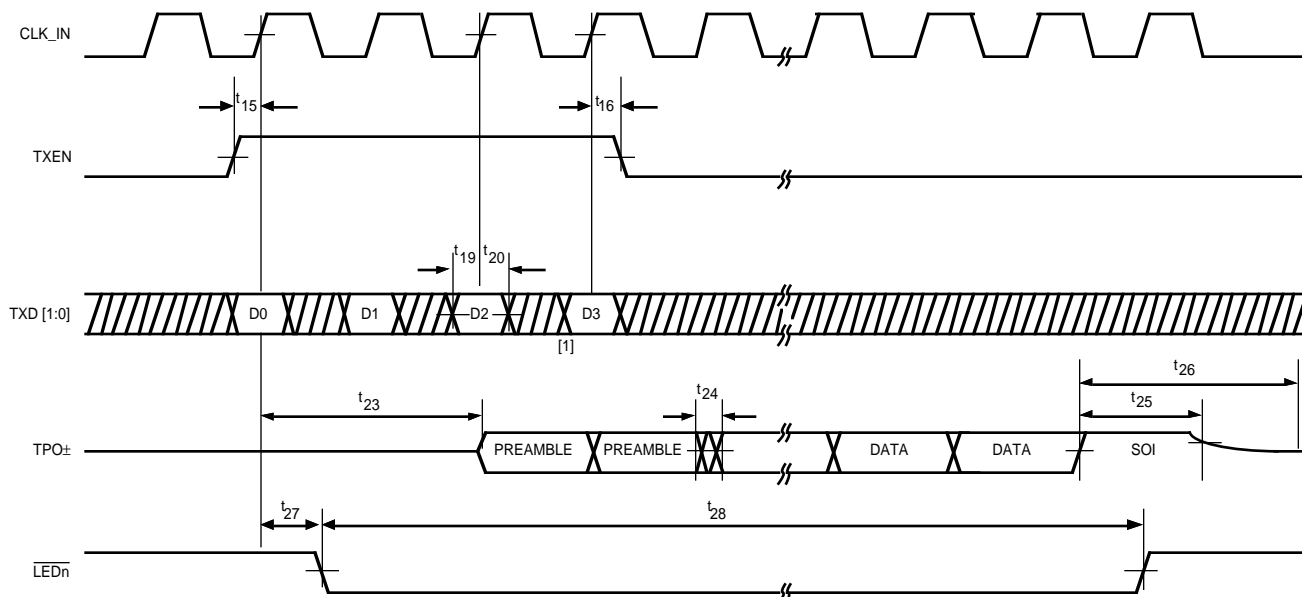 CLK_IN
t15 t16
TXEN
t19 t20
TXD [1:0] D0 D1 D2 D3
[1]
t26
t23 t24 t25
TPO± PREAMBLE PREAMBLE DATA DATA SOI
t27 t28
LEDn